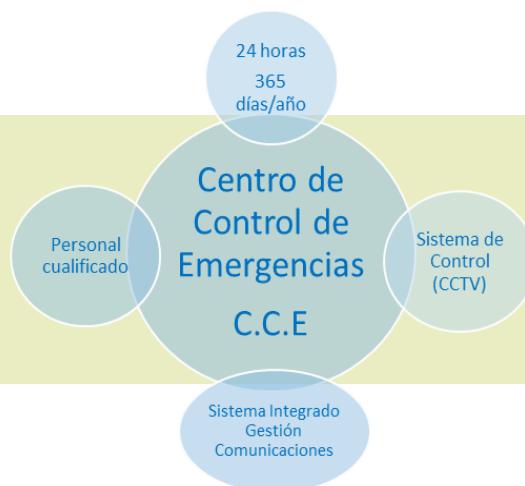 24 horas
365
días/año
Centro de
Control de
Emergencias
C.C.E
Personal
cualificado
Sistema de
Control
(CCTV)
Sistema Integrado
Gestión
Comunicaciones